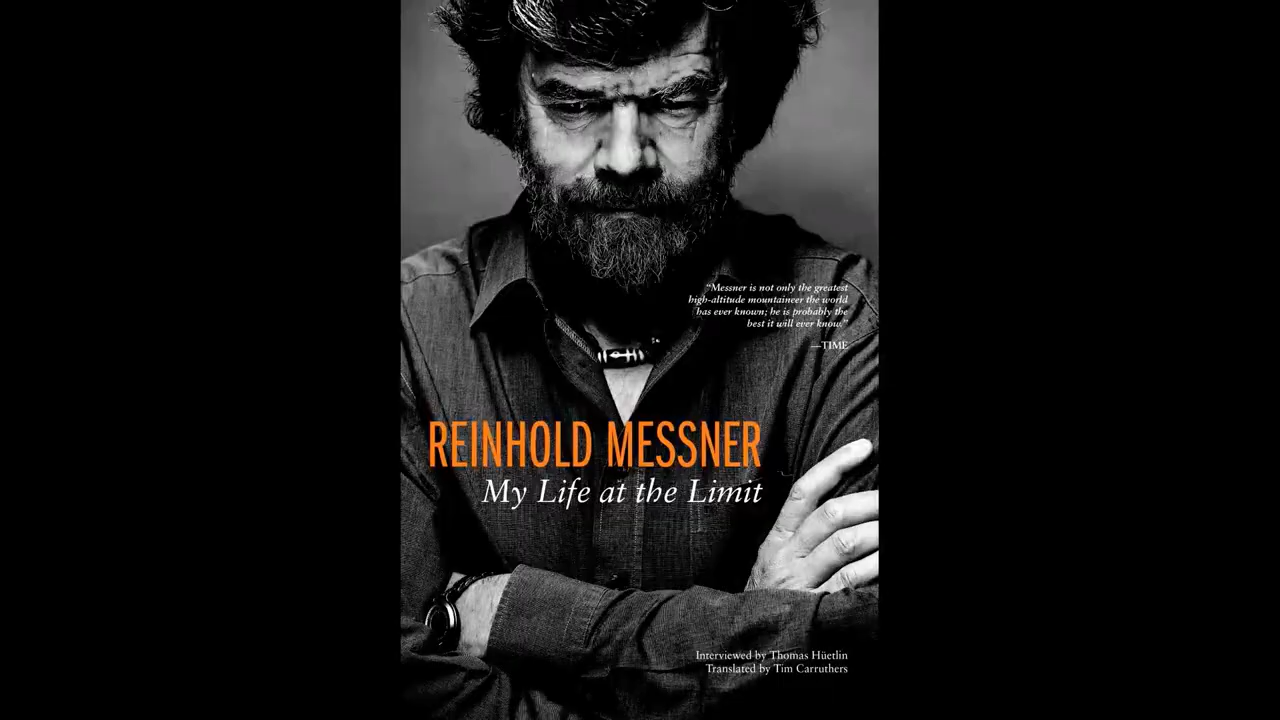 “Messner is not only the greatest
high-altitude mountaineer the world
has ever known; he is probably the
best it will ever know.”
—TIME
REINHOLD MESSNER
My Life at the Limit
Interviewed by Thomas Hüetlin
Translated by Tim Carruthers